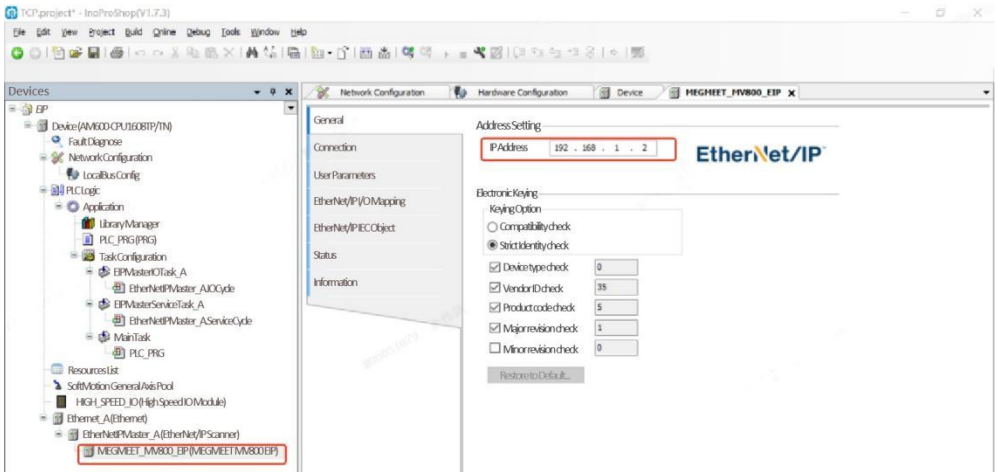 TCP.project* - InoProShop(V1.7.3)
File Edit View Project Build Online Debug Tools Window Help
Devices
EIP
Device(AM600-CPU1608TP/TN)
Fault Diagnose
Network Configuration
LocalBus Config
PLC Logic
Application
Library Manager
PLC_PRG(PRG)
Task Configuration
EIPMasterIOTask_A
EtherNetIPMaster_A.IOCycle
EIPMasterServiceTask_A
EtherNetIPMaster_A.ServiceCycle
MainTask
PLC_PRG
Resources List
SoftMotion General Axis Pool
HIGH_SPEED_IO(High Speed IO Module)
Ethernet_A(Ethernet)
EtherNetIPMaster_A(EtherNet/IP Scanner)
MEGMEET_MV800_EIP(MEGMEET MV800 EIP)
Network Configuration Hardware Configuration Device MEGMEET_MV800_EIP X
General
Connection
User Parameters
EtherNet/IP I/O Mapping
EtherNet/IP IEC Object
Status
Information
Address Setting
IP Address 192 . 168 . 1 . 2
EtherNet/IP
Electronic Keying
Keying Option
Compatibility check
Strict Identity check
Device type check 0
Vendor ID check 35
Product code check 5
Major revision check 1
Minor revision check 0
Restore to Default...